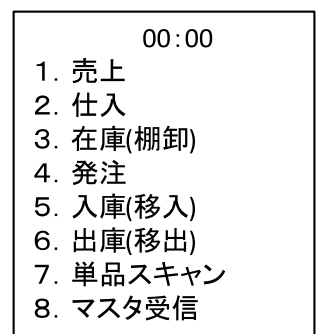 00:00
1. 売上
2. 仕入
3. 在庫(棚卸)
4. 発注
5. 入庫(移入)
6. 出庫(移出)
7. 単品スキャン
8. マスタ受信